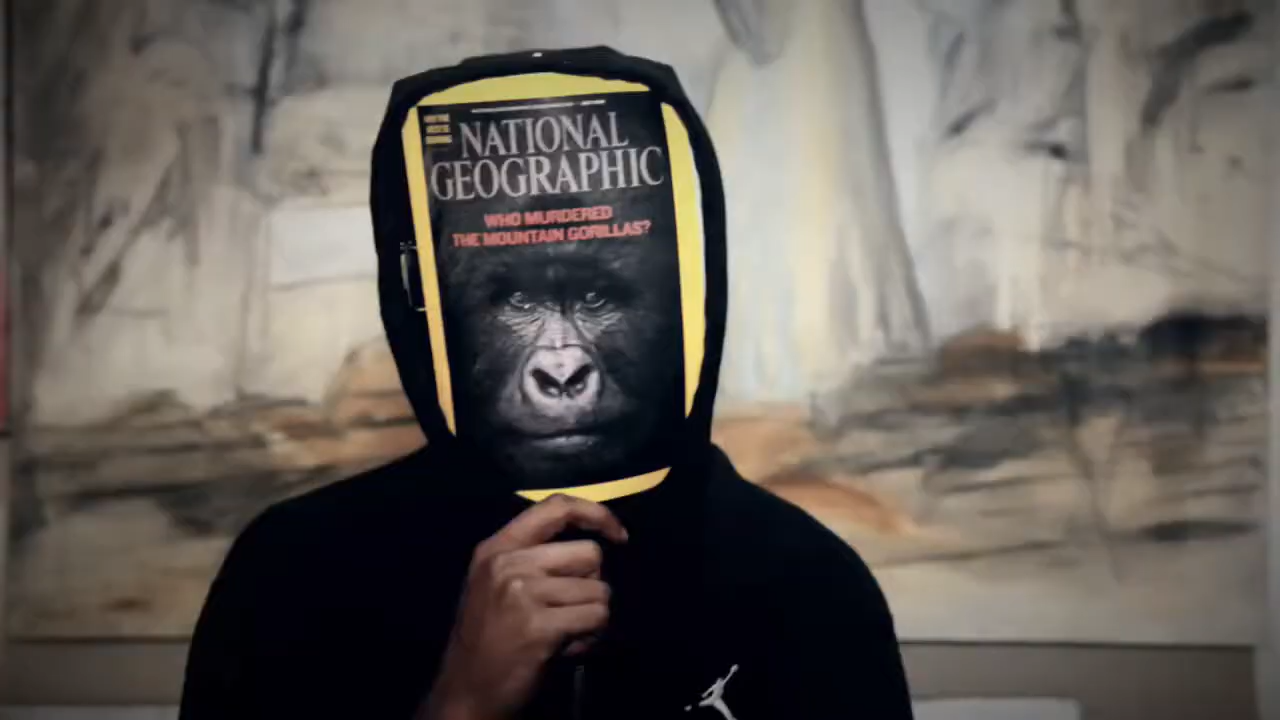 NATIONAL
GEOGRAPHIC
WHO MURDERED
THE MOUNTAIN GORILLAS?